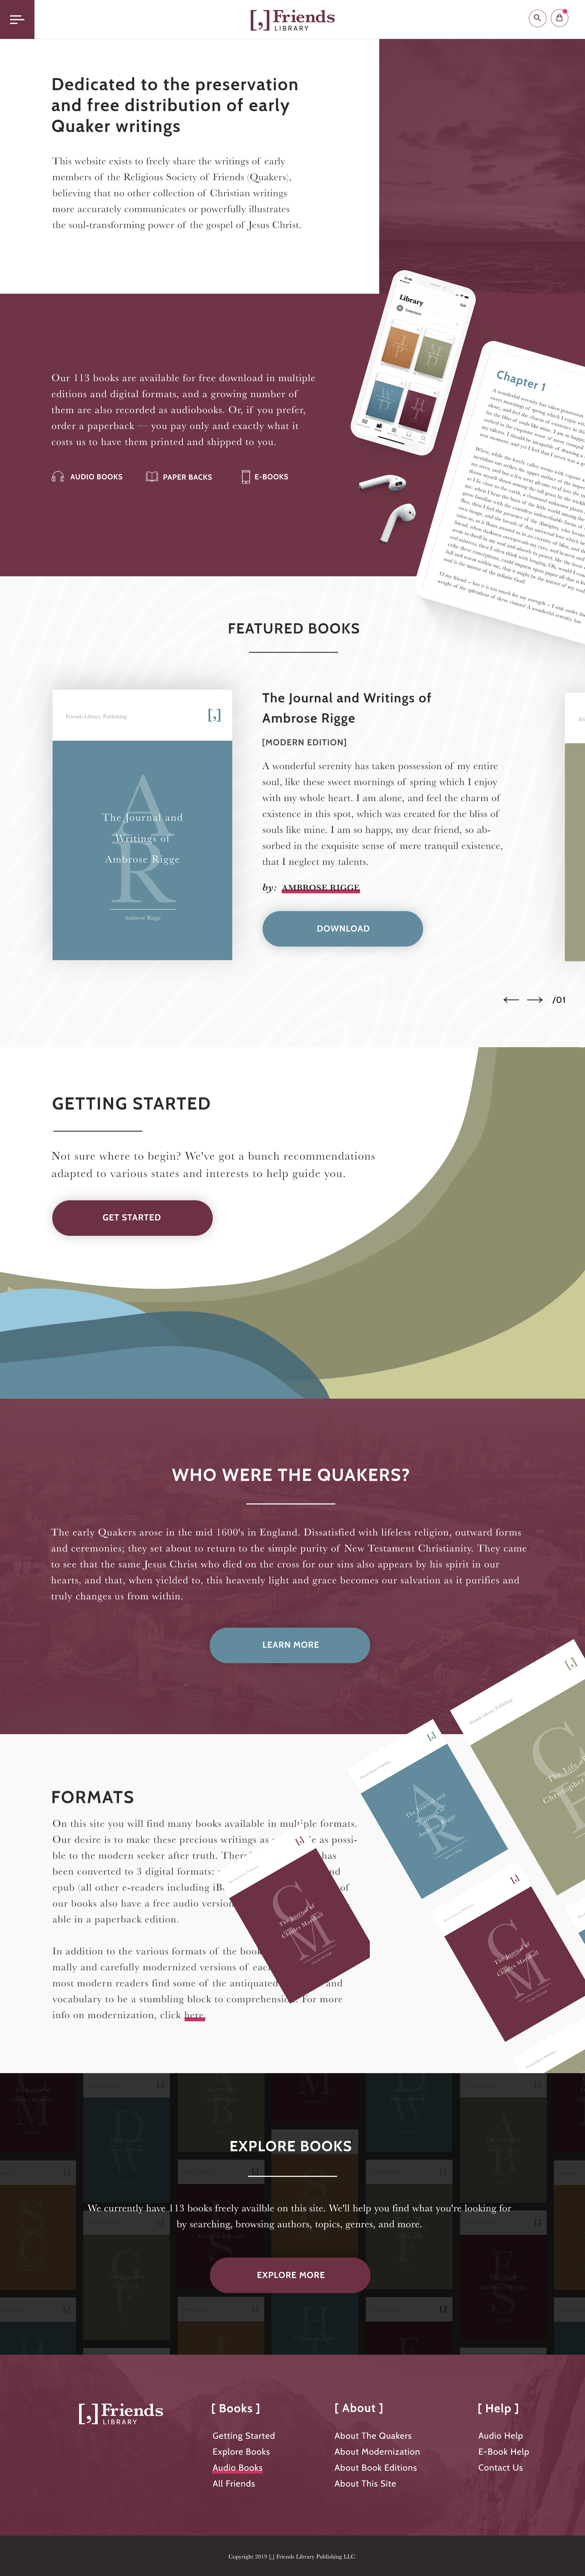 [,] Friends
LIBRARY
Dedicated to the preservation
and free distribution of early
Quaker writings
This website exists to freely share the writings of early
members of the Religious Society of Friends (Quakers),
believing that no other collection of Christian writings
more accurately communicates or powerfully illustrates
the soul-transforming power of the gospel of Jesus Christ.
Library
Edit
Collections
Chapter 1
Our 113 books are available for free download in multiple
editions and digital formats, and a growing number of
them are also recorded as audiobooks. Or, if you prefer,
order a paperback — you pay only and exactly what it
costs us to have them printed and shipped to you.
AUDIO BOOKS
PAPER BACKS
E-BOOKS
FEATURED BOOKS
Friends Library Publishing
[,]
AR
The Journal and
Writings of
Ambrose Rigge
Ambrose Rigge
The Journal and Writings of
Ambrose Rigge
[MODERN EDITION]
A wonderful serenity has taken possession of my entire
soul, like these sweet mornings of spring which I enjoy
with my whole heart. I am alone, and feel the charm of
existence in this spot, which was created for the bliss of
souls like mine. I am so happy, my dear friend, so ab-
sorbed in the exquisite sense of mere tranquil existence,
that I neglect my talents.
by: AMBROSE RIGGE
DOWNLOAD
/01
GETTING STARTED
Not sure where to begin? We've got a bunch recommendations
adapted to various states and interests to help guide you.
GET STARTED
WHO WERE THE QUAKERS?
The early Quakers arose in the mid 1600's in England. Dissatisfied with lifeless religion, outward forms
and ceremonies; they set about to return to the simple purity of New Testament Christianity. They came
to see that the same Jesus Christ who died on the cross for our sins also appears by his spirit in our
hearts, and that, when yielded to, this heavenly light and grace becomes our salvation as it purifies and
truly changes us from within.
LEARN MORE
FORMATS
On this site you will find many books available in multiple formats.
Our desire is to make these precious writings as as possi-
ble to the modern seeker after truth. has
been converted to 3 digital formats:
epub (all other e-readers including of
our books also have a free audio version
able in a paperback edition.
In addition to the various formats of the book
mally and carefully modernized versions of
most modern readers find some of the antiquated and
vocabulary to be a stumbling block to comprehension. For more
info on modernization, click here.
The Journal of
Charles Marshall
The Journal and
Writings of
Ambrose Rigge
Friends Library Publishing
The Life of
Christopher
The Journal of
Charles Marshall
EXPLORE BOOKS
We currently have 113 books freely availble on this site. We'll help you find what you're looking for
by searching, browsing authors, topics, genres, and more.
EXPLORE MORE
[,] Friends
LIBRARY
[ Books ]
Getting Started
Explore Books
Audio Books
All Friends
[ About ]
About The Quakers
About Modernization
About Book Editions
About This Site
[ Help ]
Audio Help
E-Book Help
Contact Us
Copyright 2019 [,] Friends Library Publishing LLC